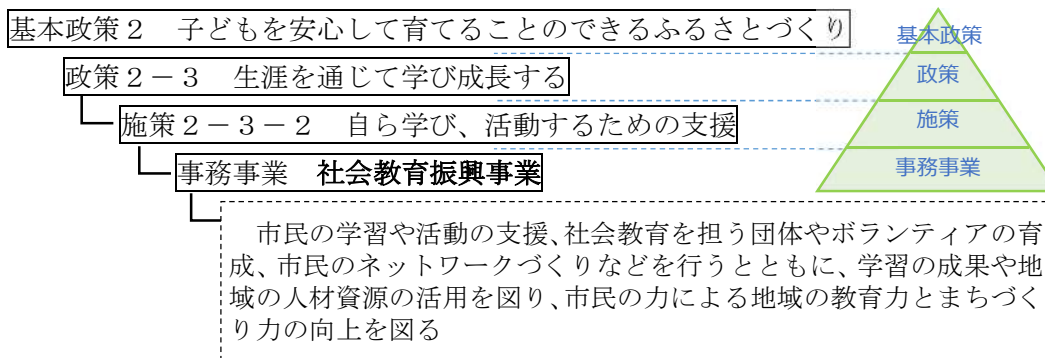 基本政策２　子どもを安心して育てることのできるふるさとづくり
政策２－３　生涯を通じて学び成長する
施策２－３－２　自ら学び、活動するための支援
事務事業　社会教育振興事業
市民の学習や活動の支援、社会教育を担う団体やボランティアの育
成、市民のネットワークづくりなどを行うとともに、学習の成果や地
域の人材資源の活用を図り、市民の力による地域の教育力とまちづく
り力の向上を図る
基本政策
政策
施策
事務事業